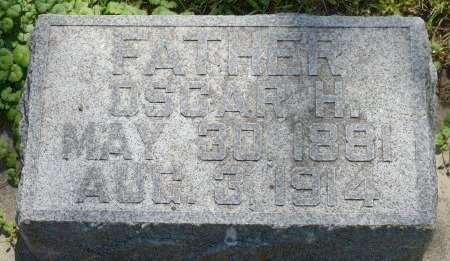 FATHER
OSCAR H.
MAY 30, 1881
AUG. 3, 1914